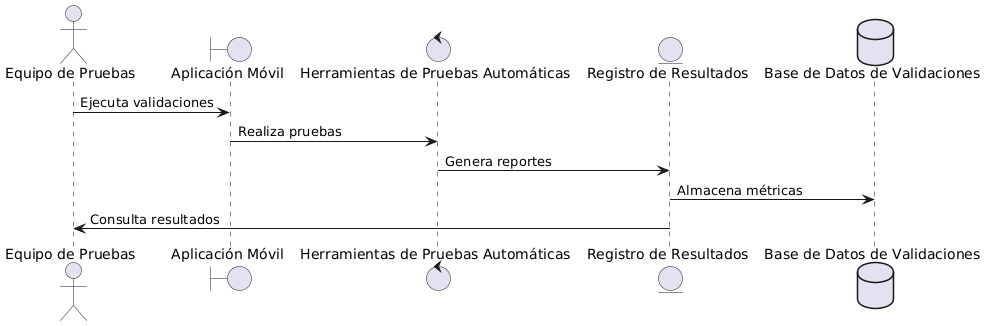 Equipo de Pruebas
Aplicación Móvil
Herramientas de Pruebas Automáticas
Registro de Resultados
Base de Datos de Validaciones
Ejecuta validaciones
Realiza pruebas
Genera reportes
Almacena métricas
Consulta resultados
Equipo de Pruebas
Aplicación Móvil
Herramientas de Pruebas Automáticas
Registro de Resultados
Base de Datos de Validaciones